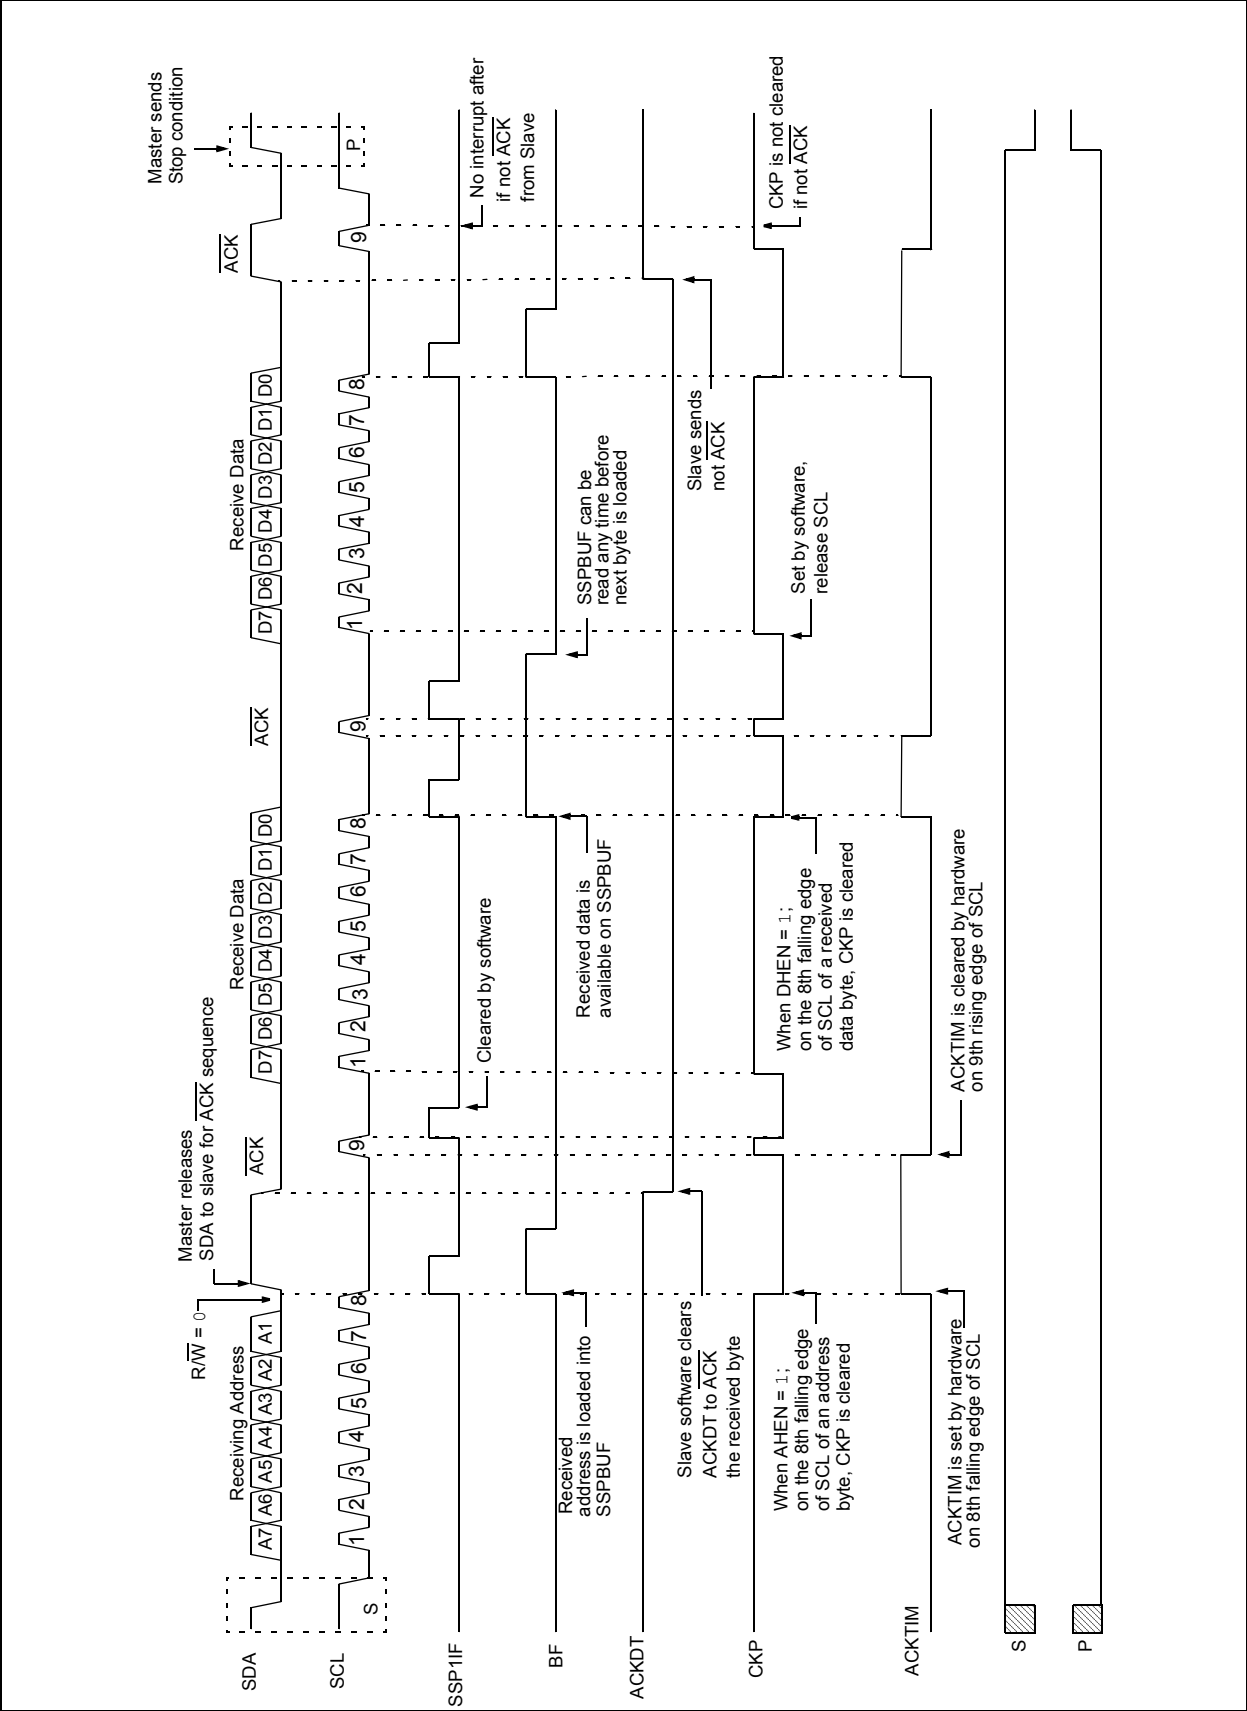 Master sends
Stop condition
Master releases
SDA to slave for ACK sequence
R/W = 0
Receiving Address
ACK
Receive Data
ACK
Receive Data
ACK
SDA
A7 A6 A5 A4 A3 A2 A1
D7 D6 D5 D4 D3 D2 D1 D0
D7 D6 D5 D4 D3 D2 D1 D0
SCL
S
1 2 3 4 5 6 7 8 9
1 2 3 4 5 6 7 8 9
1 2 3 4 5 6 7 8 9
P
SSP1IF
Cleared by software
No interrupt after
if not ACK
from Slave
BF
Received
address is loaded into
SSPBUF
Received data is
available on SSPBUF
SSPBUF can be
read any time before
next byte is loaded
ACKDT
Slave software clears
ACKDT to ACK
the received byte
Slave sends
not ACK
CKP
When AHEN = 1;
on the 8th falling edge
of SCL of an address
byte, CKP is cleared
When DHEN = 1;
on the 8th falling edge
of SCL of a received
data byte, CKP is cleared
Set by software,
release SCL
CKP is not cleared
if not ACK
ACKTIM
ACKTIM is set by hardware
on 8th falling edge of SCL
ACKTIM is cleared by hardware
on 9th rising edge of SCL
S
P